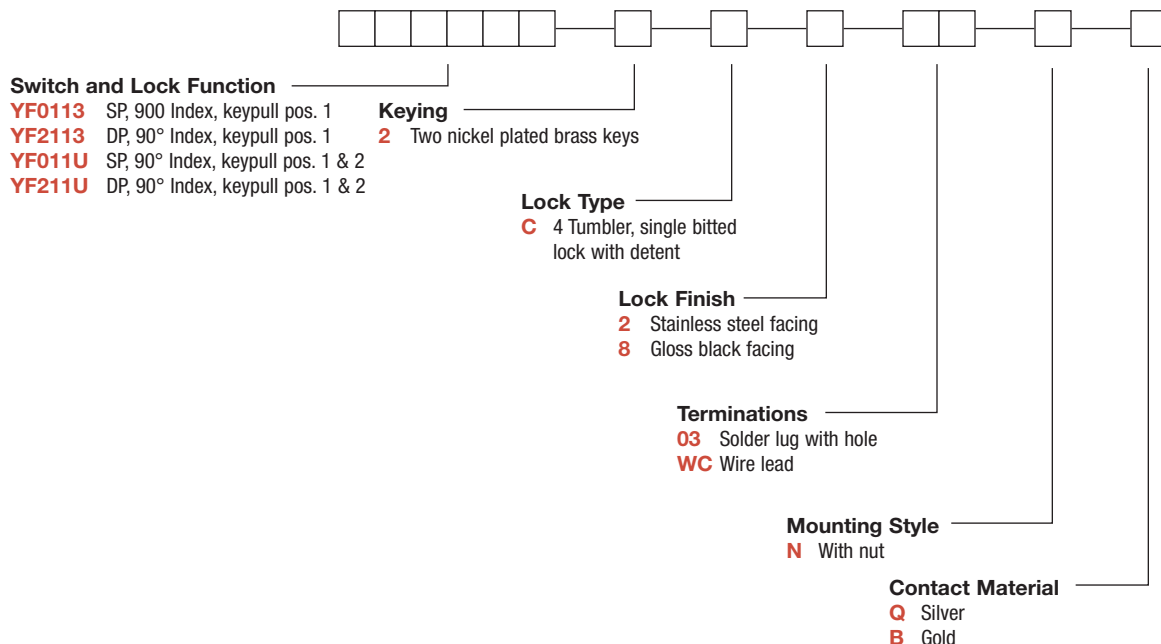 Switch and Lock Function
YF0113 SP, 900 Index, keypull pos. 1
YF2113 DP, 90° Index, keypull pos. 1
YF011U SP, 90° Index, keypull pos. 1 & 2
YF211U DP, 90° Index, keypull pos. 1 & 2
Keying
2 Two nickel plated brass keys
Lock Type
C 4 Tumbler, single bitted
lock with detent
Lock Finish
2 Stainless steel facing
8 Gloss black facing
Terminations
03 Solder lug with hole
WC Wire lead
Mounting Style
N With nut
Contact Material
Q Silver
B Gold